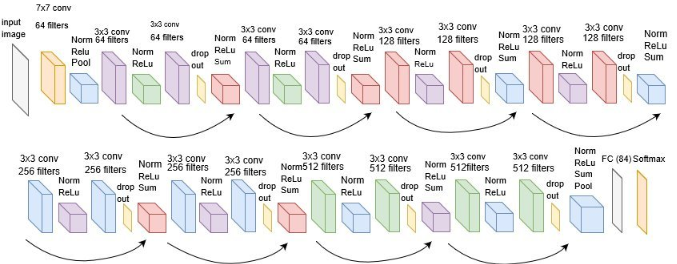 input
image
7x7 conv
64 filters
Norm
Relu
Pool
3x3 conv
64 filters
Norm
ReLu
3x3 conv
64 filters
drop
out
Norm
ReLu
Sum
3x3 conv
64 filters
Norm
ReLu
3x3 conv
64 filters
drop
out
Norm
ReLu
Sum
3x3 conv
128 filters
Norm
ReLu
3x3 conv
128 filters
drop
out
Norm
ReLu
Sum
3x3 conv
128 filters
Norm
ReLu
3x3 conv
128 filters
drop
out
Norm
ReLu
Sum
3x3 conv
256 filters
Norm
ReLu
3x3 conv
256 filters
drop
out
Norm
ReLu
Sum
3x3 conv
256 filters
Norm
ReLu
3x3 conv
256 filters
drop
out
Norm
ReLu
Sum
3x3 conv
512 filters
Norm
ReLu
3x3 conv
512 filters
drop
out
Norm
ReLu
Sum
3x3 conv
512filters
Norm
ReLu
3x3 conv
512 filters
drop
out
Norm
ReLu
Sum
Pool
FC (84)
Softmax